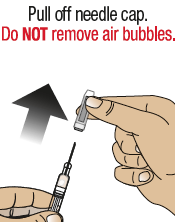 Pull off needle cap.
Do NOT remove air bubbles.